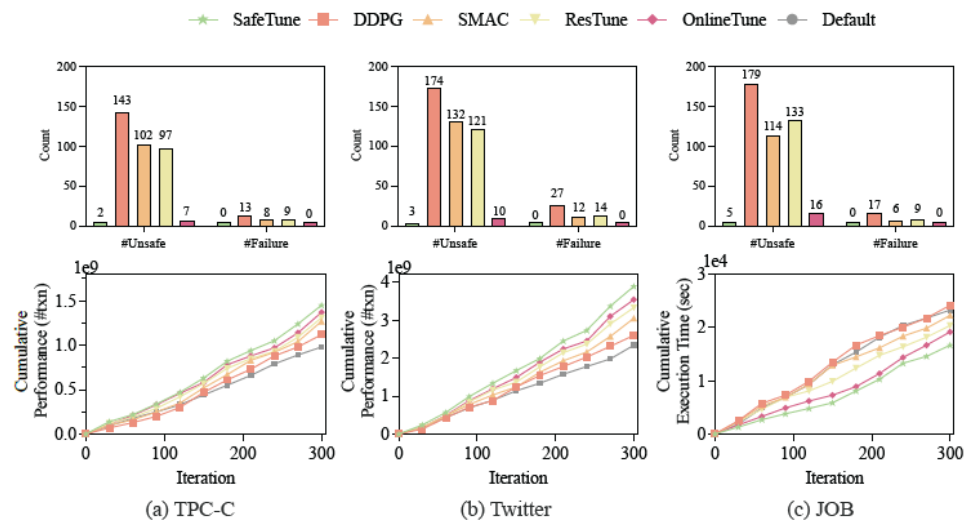 SafeTune DDPG SMAC ResTune OnlineTune Default
200
150
100
50
0
Count
2 143 102 97 7
0 13 8 9 0
#Unsafe #Failure
200
150
100
50
0
Count
3 174 132 121 10
0 27 12 14 0
#Unsafe #Failure
200
150
100
50
0
Count
5 179 114 133 16
0 17 6 9 0
#Unsafe #Failure
1e9
1.5
1.0
0.5
0.0
Cumulative
Performance (#txn)
0 100 200 300
Iteration
(a) TPC-C
1e9
4
3
2
1
0
Cumulative
Performance (#txn)
0 100 200 300
Iteration
(b) Twitter
1e4
3
2
1
0
Cumulative
Execution Time (sec)
0 100 200 300
Iteration
(c) JOB